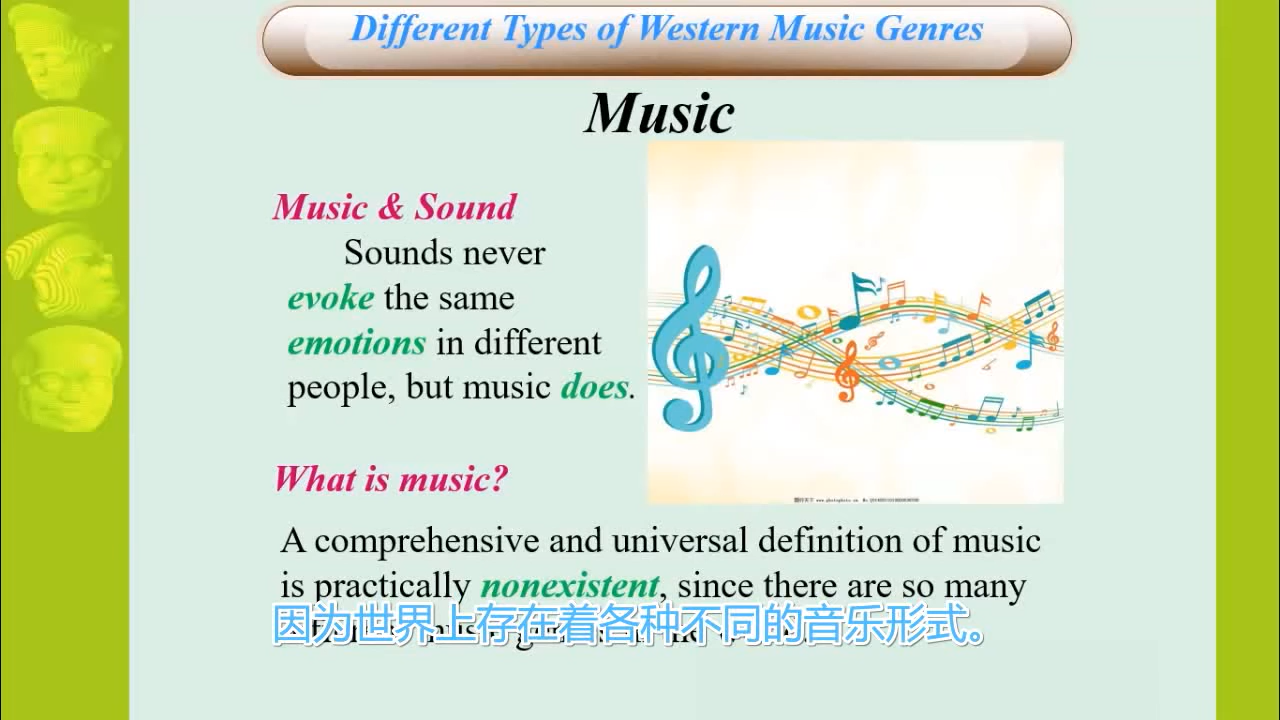 Different Types of Western Music Genres
Music
Music & Sound
Sounds never
evoke the same
emotions in different
people, but music does.
What is music?
A comprehensive and universal definition of music
is practically nonexistent, since there are so many
因为世界上存在着各种不同的音乐形式。